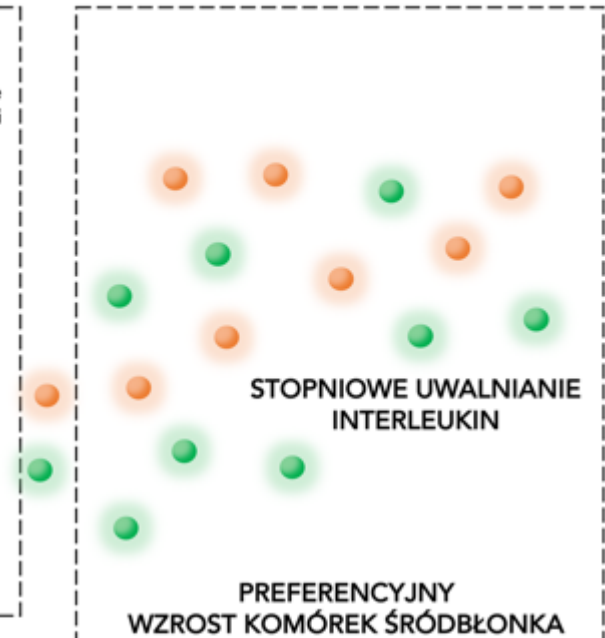 STOPNIOWE UWALNIANIE
INTERLEUKIN
PREFERENCYJNY
WZROST KOMÓREK ŚRÓDBŁONKA